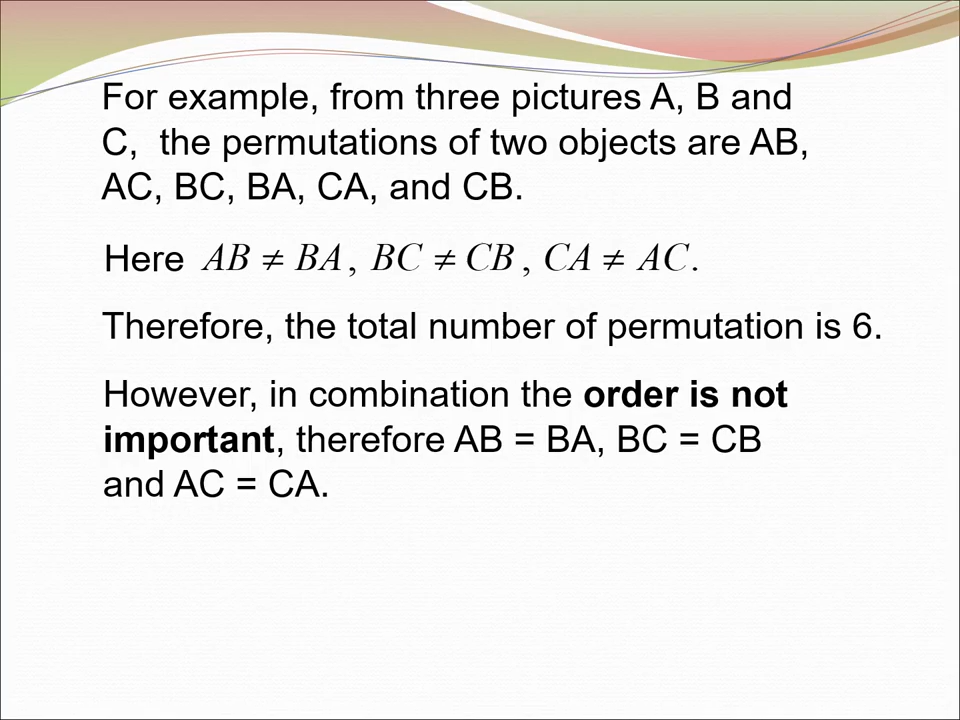 For example, from three pictures A, B and
C, the permutations of two objects are AB,
AC, BC, BA, CA, and CB.
Here AB ≠ BA, BC ≠ CB, CA ≠ AC.
Therefore, the total number of permutation is 6.
However, in combination the order is not
important, therefore AB = BA, BC = CB
and AC = CA.